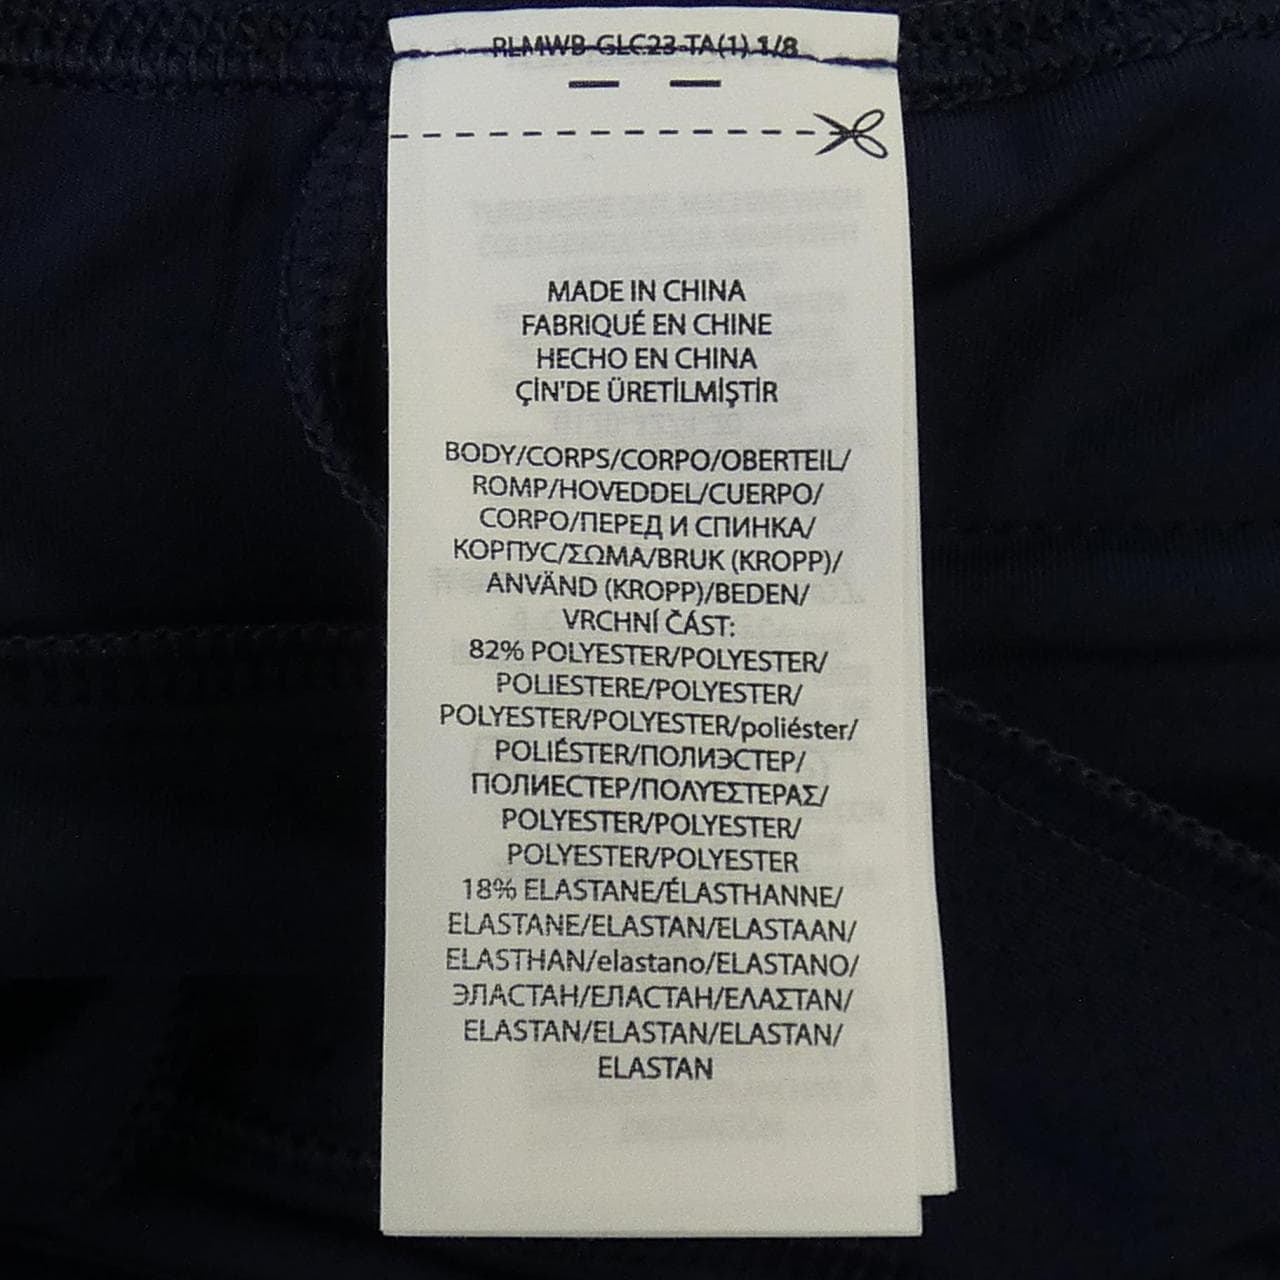 RLMWB-GLC23-TA(1) 1/8
MADE IN CHINA
FABRIQUÉ EN CHINE
HECHO EN CHINA
ÇİN'DE ÜRETİLMİŞTİR
BODY/CORPS/CORPO/OBERTEIL/
ROMP/HOVEDDEL/CUERPO/
CORPO/ПЕРЕД И СПИНКА/
КОРПУС/ΣΩΜΑ/BRUK (KROPP)/
ANVÄND (KROPP)/BEDEN/
VRCHNÍ ČÁST:
82% POLYESTER/POLYESTER/
POLIESTERE/POLYESTER/
POLYESTER/POLYESTER/poliéster/
POLIÉSTER/ПОЛИЭСТЕР/
ПОЛИЕСТЕР/ΠΟΛΥΕΣΤΕΡΑΣ/
POLYESTER/POLYESTER/
POLYESTER/POLYESTER
18% ELASTANE/ÉLASTHANNE/
ELASTANE/ELASTAN/ELASTAAN/
ELASTHAN/elastano/ELASTANO/
ЭЛАСТАН/ЕЛАСТАН/ΕΛΑΣΤΑΝ/
ELASTAN/ELASTAN/ELASTAN/
ELASTAN